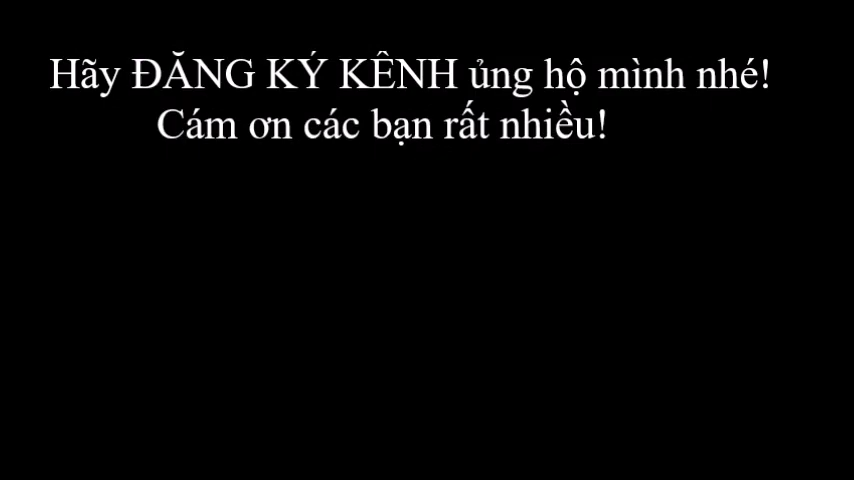 Hãy ĐĂNG KÝ KÊNH ủng hộ mình nhé!
Cám ơn các bạn rất nhiều!